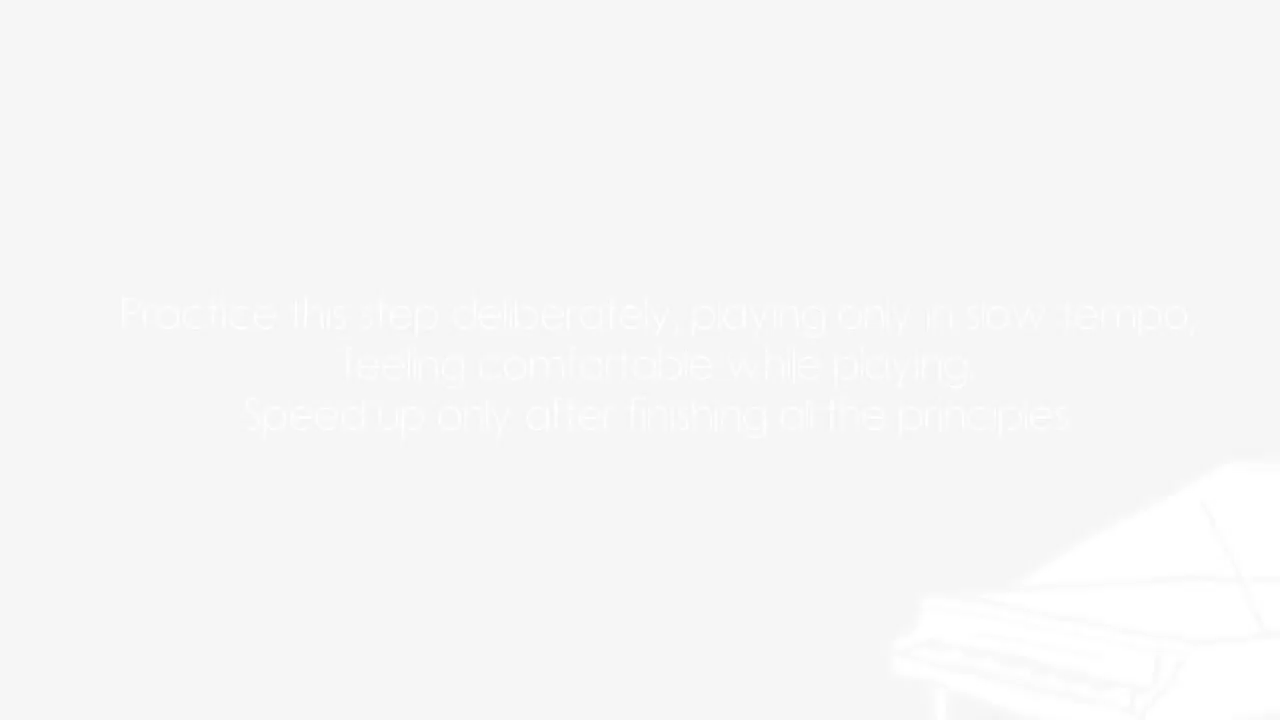 Practice this step deliberately, playing only in slow tempo,
feeling comfortable while playing.
Speed up only after finishing of the principles